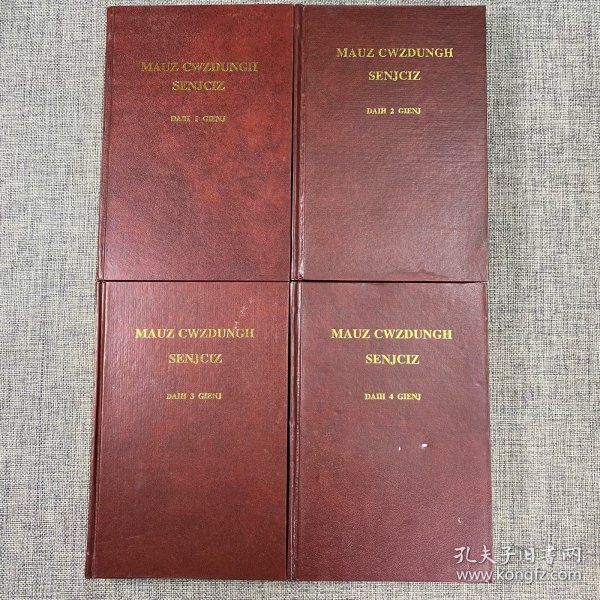 MAUZ CWZDUNGH
SENJCIZ
DAIH 1 GIENJ
MAUZ CWZDUNGH
SENJCIZ
DAIH 2 GIENJ
MAUZ CWZDUNGH
SENJCIZ
DAIH 3 GIENJ
MAUZ CWZDUNGH
SENJCIZ
DAIH 4 GIENJ
孔夫子旧书网
www.kongfz.com